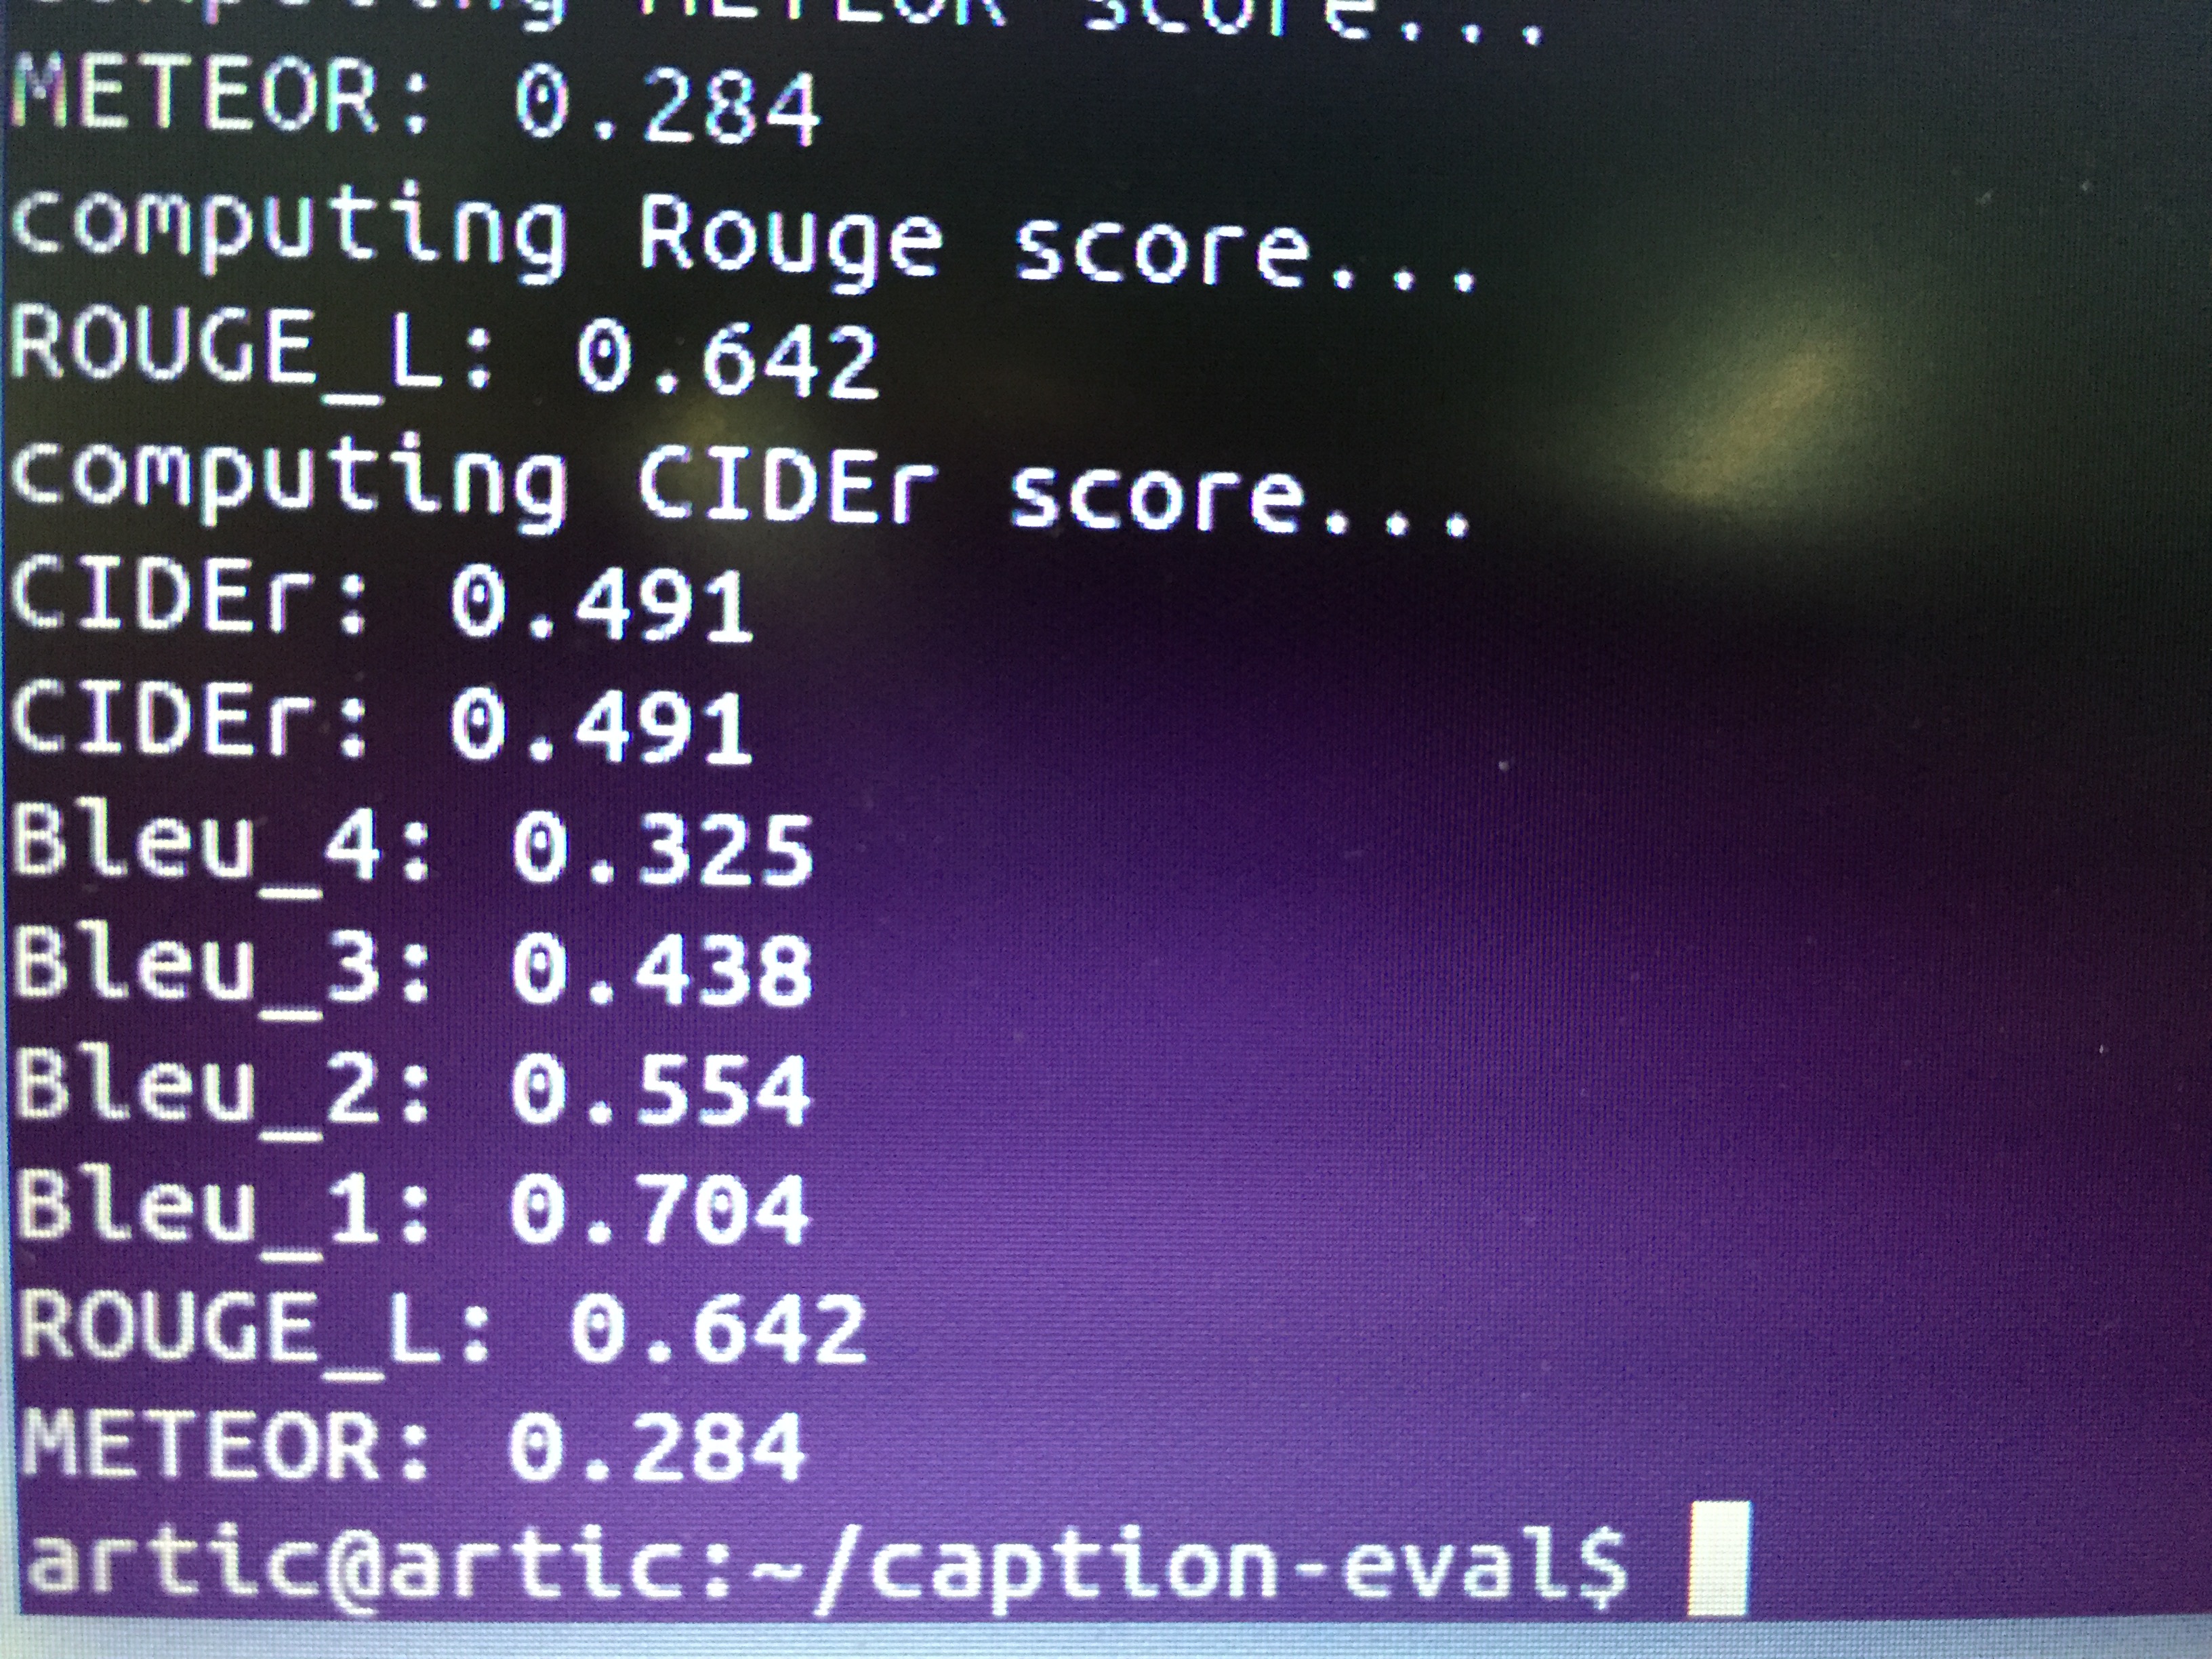 computing METEOR score...
METEOR: 0.284
computing Rouge score...
ROUGE_L: 0.642
computing CIDEr score...
CIDEr: 0.491
CIDEr: 0.491
Bleu_4: 0.325
Bleu_3: 0.438
Bleu_2: 0.554
Bleu_1: 0.704
ROUGE_L: 0.642
METEOR: 0.284
artic@artic:~/caption-eval$